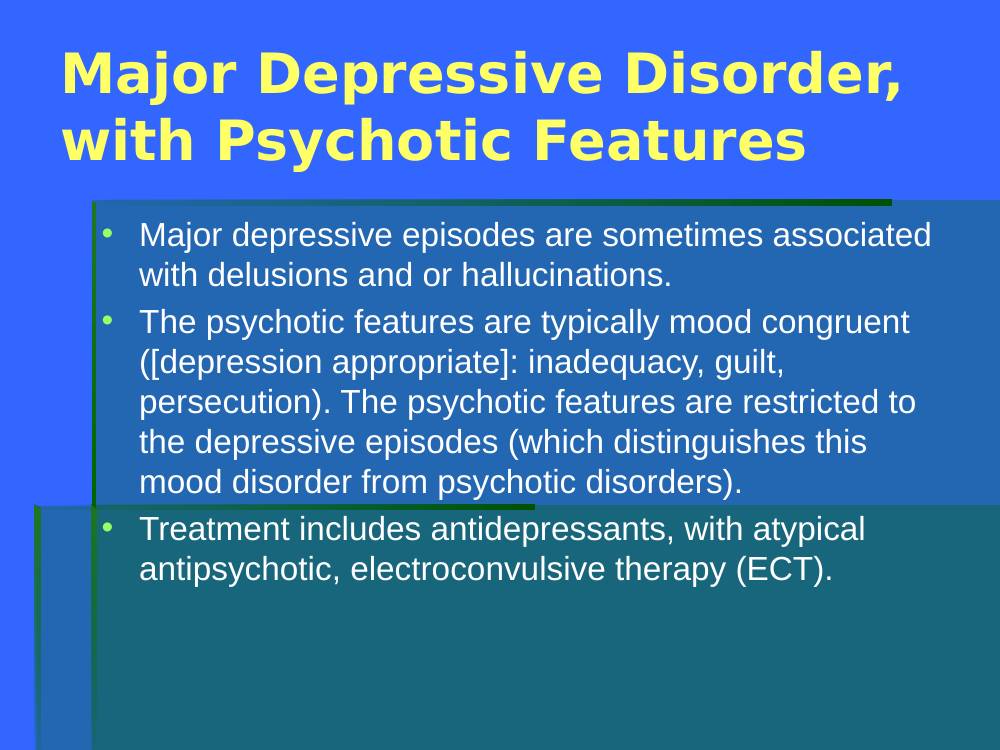 Major Depressive Disorder,
with Psychotic Features
• Major depressive episodes are sometimes associated
with delusions and or hallucinations.
• The psychotic features are typically mood congruent
([depression appropriate]: inadequacy, guilt,
persecution). The psychotic features are restricted to
the depressive episodes (which distinguishes this
mood disorder from psychotic disorders).
• Treatment includes antidepressants, with atypical
antipsychotic, electroconvulsive therapy (ECT).